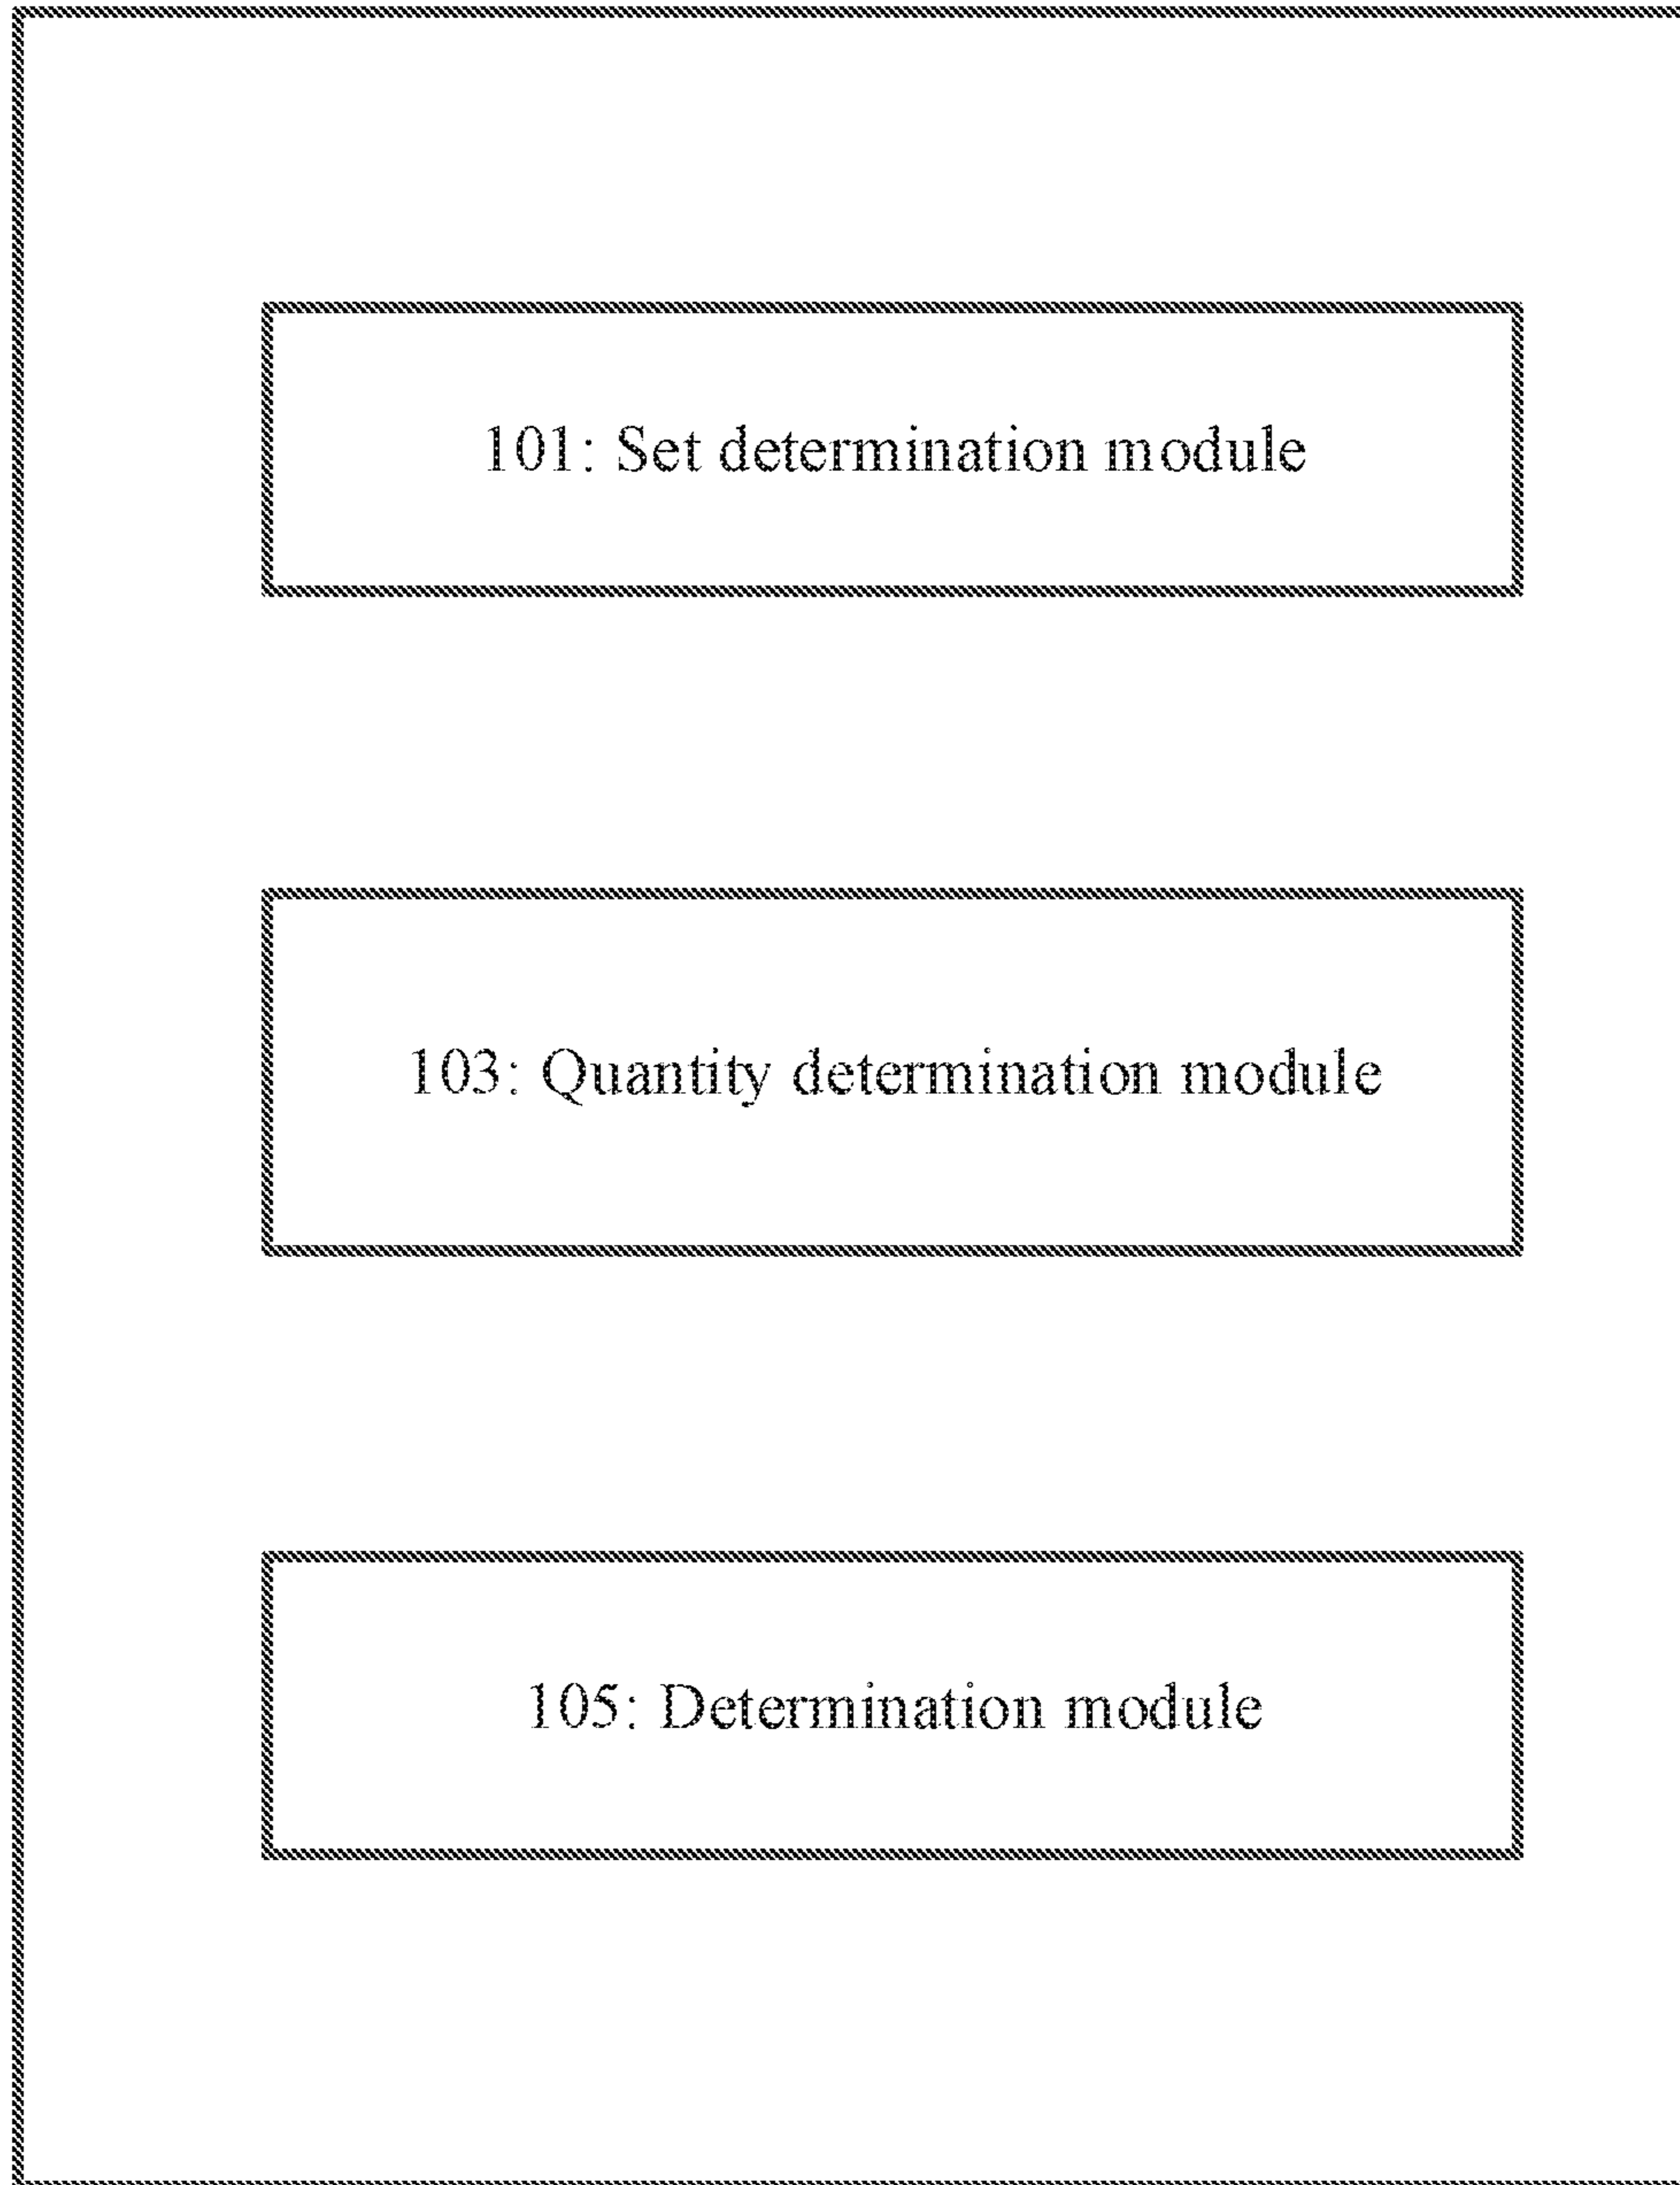 101: Set determination module
103: Quantity determination module
105: Determination module